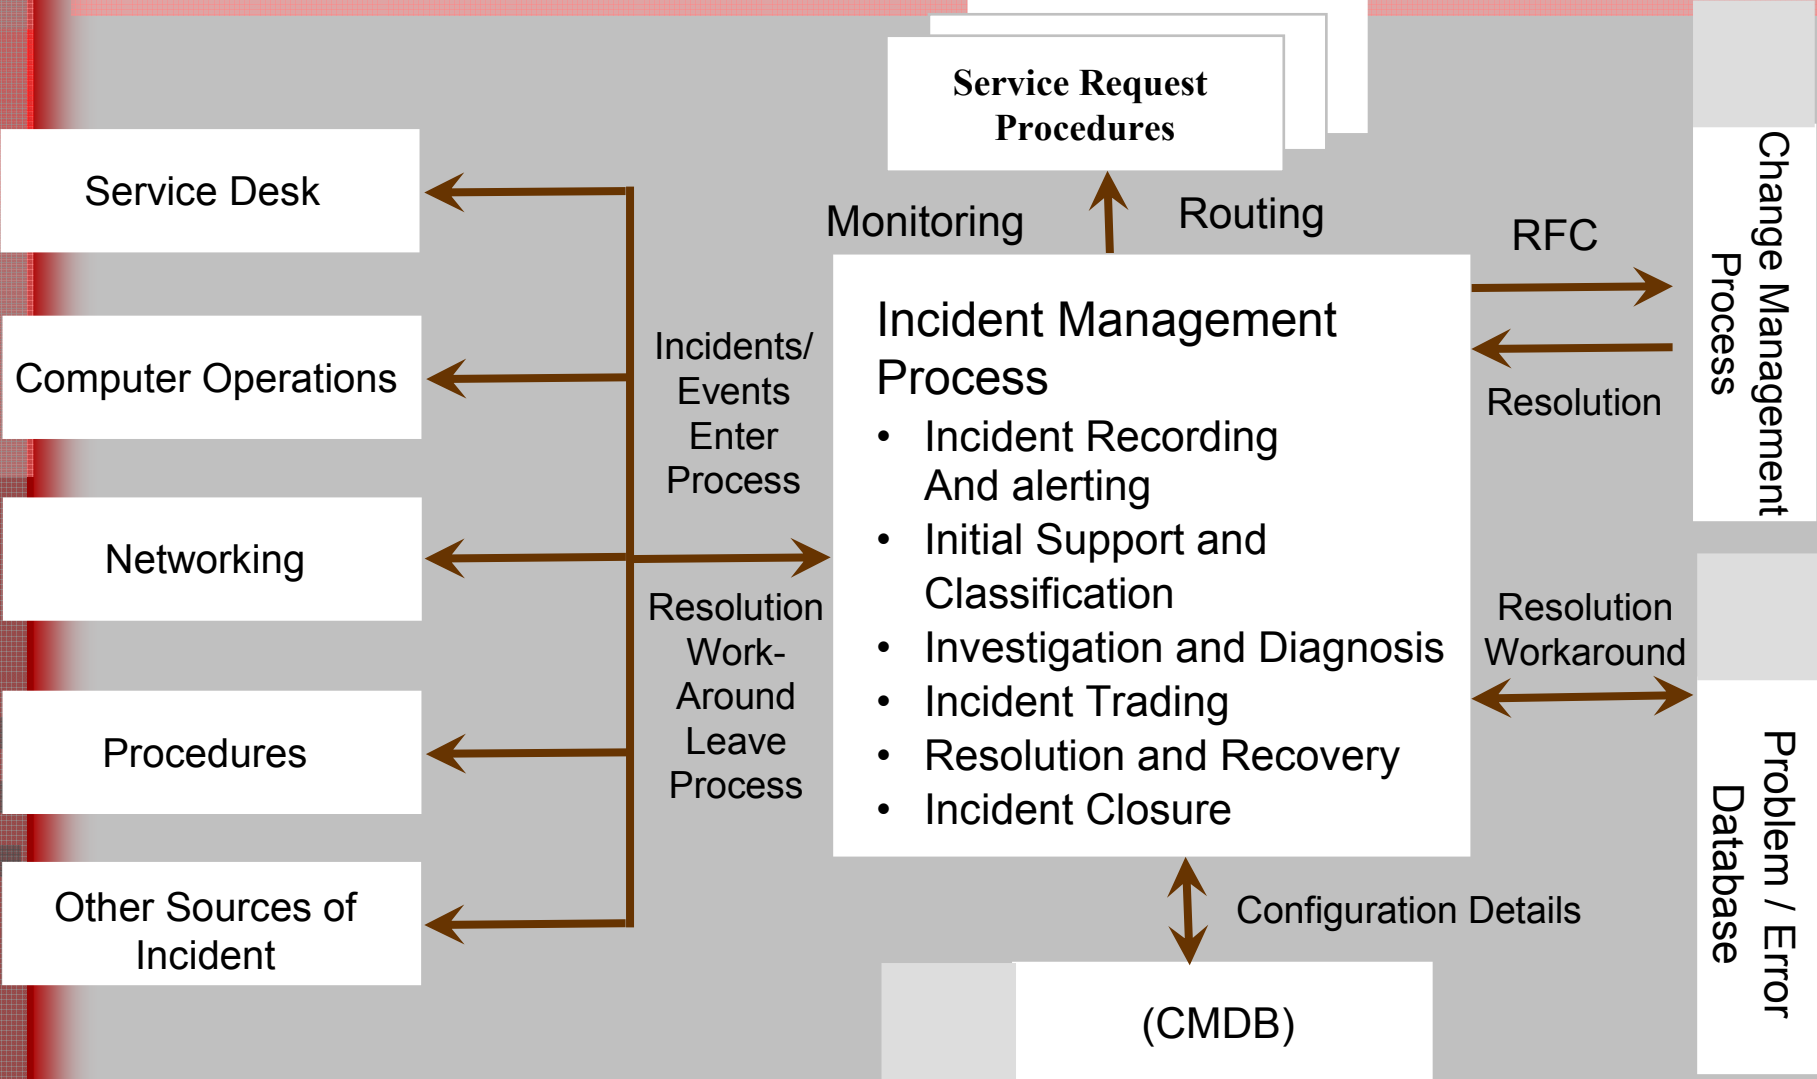 Service Request
Procedures
Service Desk
Computer Operations
Networking
Procedures
Other Sources of
Incident
Incidents/
Events
Enter
Process
Resolution
Work-
Around
Leave
Process
Monitoring
Routing
Incident Management
Process
• Incident Recording
And alerting
• Initial Support and
Classification
• Investigation and Diagnosis
• Incident Trading
• Resolution and Recovery
• Incident Closure
RFC
Resolution
Change Management
Process
Resolution
Workaround
Problem / Error
Database
Configuration Details
(CMDB)